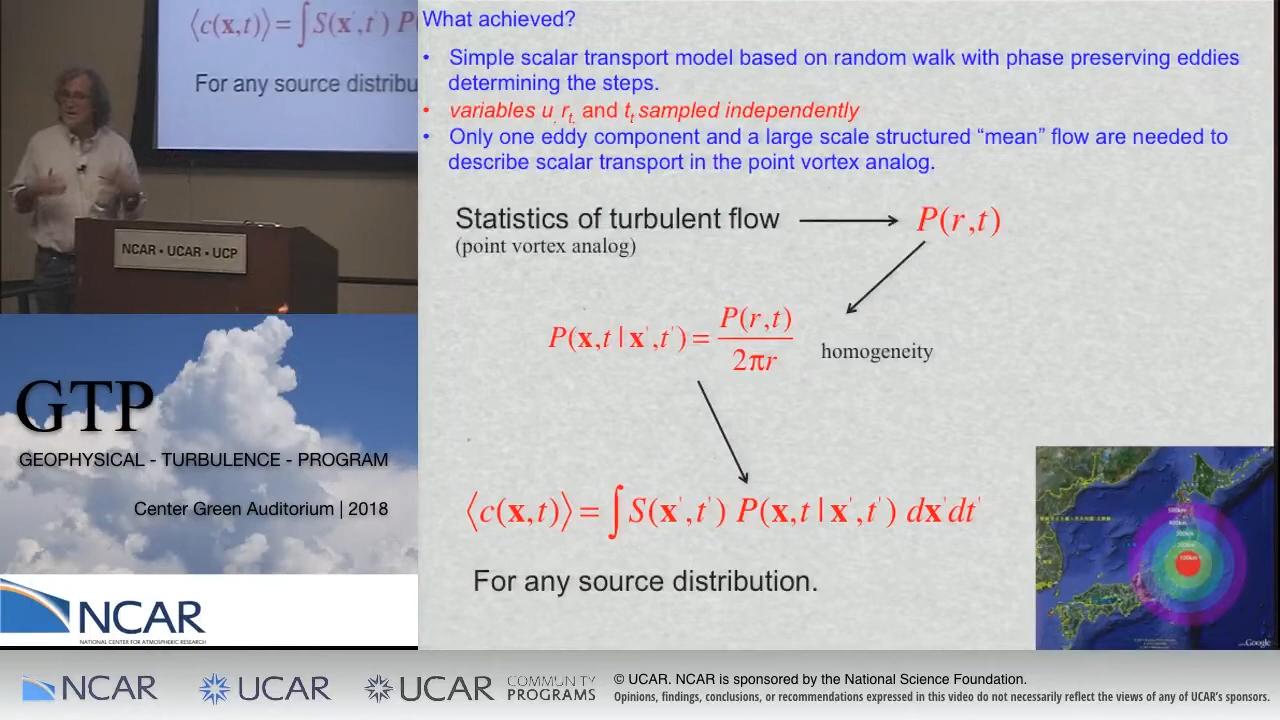 ⟨c(x,t)⟩ = ∫ S(x',t') P(
For any source distribu
NCAR • UCAR • UCP
GTP
GEOPHYSICAL - TURBULENCE - PROGRAM
Center Green Auditorium | 2018
NCAR
NATIONAL CENTER FOR ATMOSPHERIC RESEARCH
What achieved?
• Simple scalar transport model based on random walk with phase preserving eddies
determining the steps.
• variables u, r_t, and t_t sampled independently
• Only one eddy component and a large scale structured “mean” flow are needed to
describe scalar transport in the point vortex analog.
Statistics of turbulent flow P(r,t)
(point vortex analog)
P(x,t | x',t') = P(r,t) / 2πr
homogeneity
⟨c(x,t)⟩ = ∫ S(x',t') P(x,t | x',t') dx'dt'
For any source distribution.
500km
400km
300km
200km
100km
Google
NCAR
UCAR
UCAR
COMMUNITY
PROGRAMS
© UCAR. NCAR is sponsored by the National Science Foundation.
Opinions, findings, conclusions, or recommendations expressed in this video do not necessarily reflect the views of any of UCAR's sponsors.